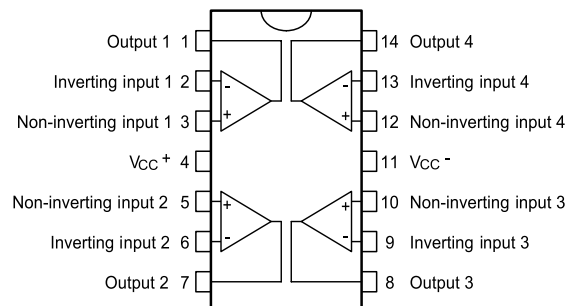 Output 1 1 14 Output 4
- -
Inverting input 1 2 13 Inverting input 4
Non-inverting input 1 3 + + 12 Non-inverting input 4
VCC + 4 11 VCC -
Non-inverting input 2 5 + + 10 Non-inverting input 3
Inverting input 2 6 - - 9 Inverting input 3
Output 2 7 8 Output 3